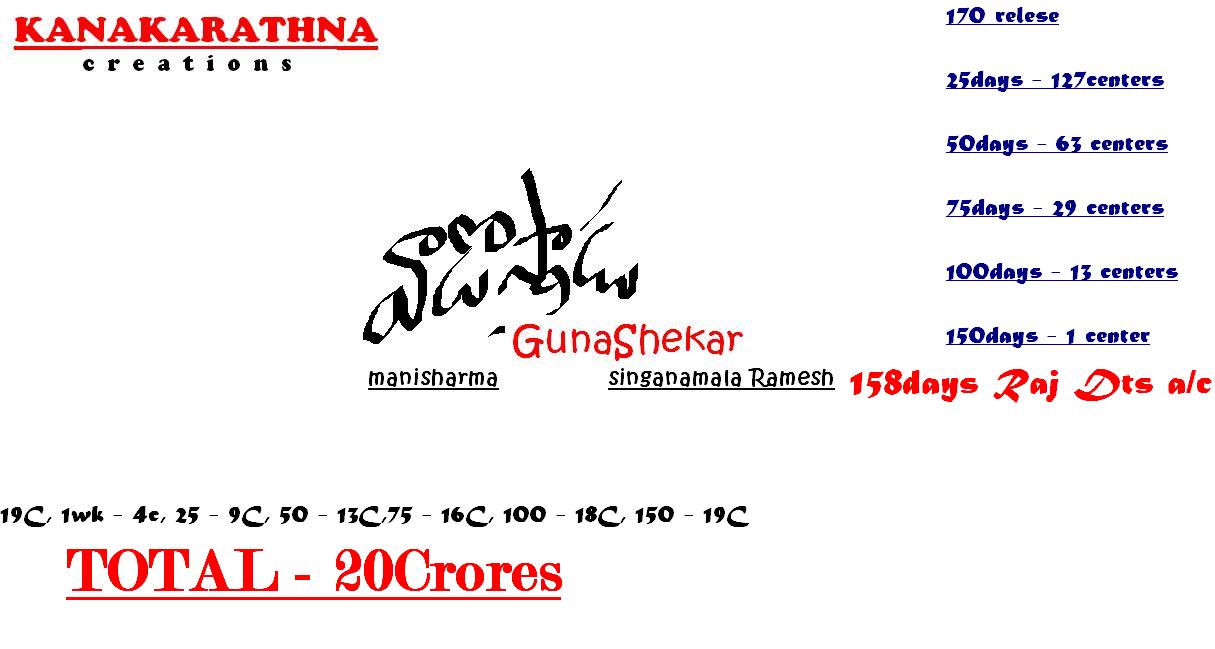 KANAKARATHNA
creations
170 relese
25days - 127centers
50days - 63 centers
75days - 29 centers
100days - 13 centers
150days - 1 center
GunaShekar
manisharma
singanamala Ramesh
158days Raj Dts a/c
19C, 1wk - 4c, 25 - 9C, 50 - 13C,75 - 16C, 100 - 18C, 150 - 19C
TOTAL - 20Crores